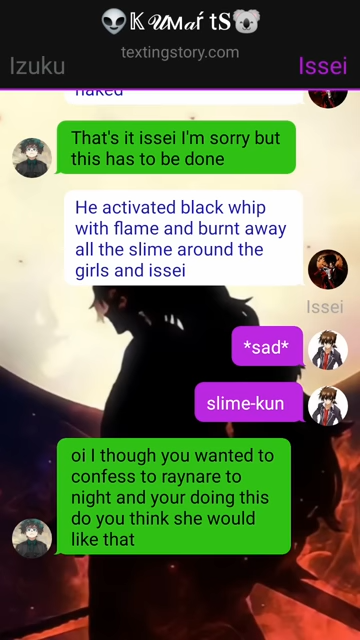 👽𝕂 𝓤ᴍₐŕ t𝐒🐨
textingstory.com
Izuku
Issei
naked
That's it issei I'm sorry but
this has to be done
He activated black whip
with flame and burnt away
all the slime around the
girls and issei
Issei
*sad*
slime-kun
oi I though you wanted to
confess to raynare to
night and your doing this
do you think she would
like that